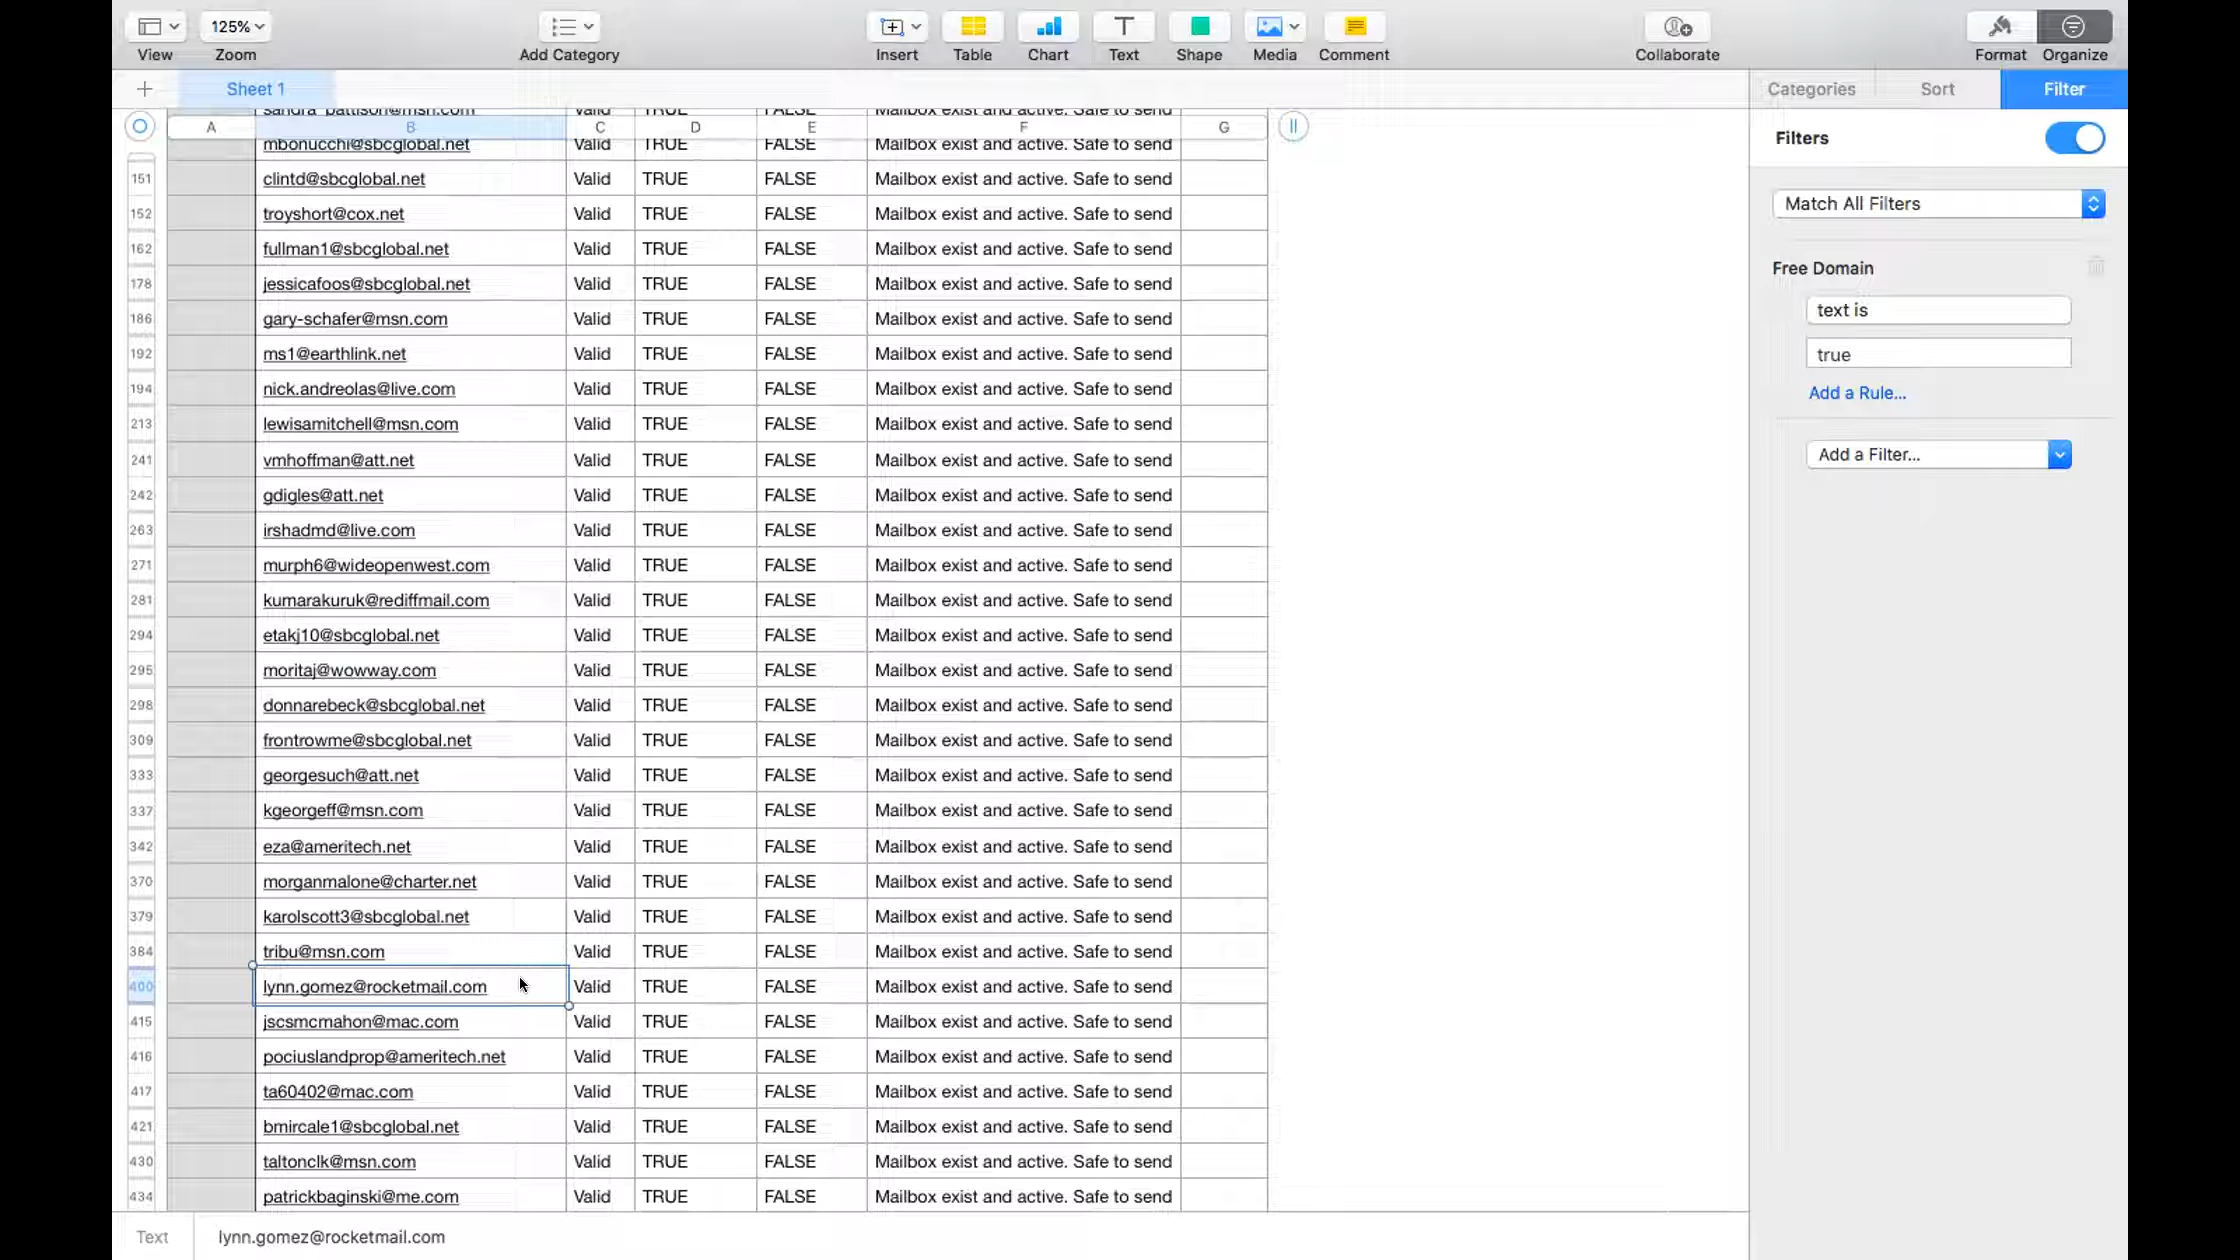 125%
View Zoom Add Category Insert Table Chart Text Shape Media Comment Collaborate Format Organize
Sheet 1 Categories Sort Filter
sandra_pattison@msn.com Valid TRUE FALSE Mailbox exist and active. Safe to send
A B C D E F G
mbonucchi@sbcglobal.net Valid TRUE FALSE Mailbox exist and active. Safe to send
151 clintd@sbcglobal.net Valid TRUE FALSE Mailbox exist and active. Safe to send
152 troyshort@cox.net Valid TRUE FALSE Mailbox exist and active. Safe to send
162 fullman1@sbcglobal.net Valid TRUE FALSE Mailbox exist and active. Safe to send
178 jessicafoos@sbcglobal.net Valid TRUE FALSE Mailbox exist and active. Safe to send
186 gary-schafer@msn.com Valid TRUE FALSE Mailbox exist and active. Safe to send
192 ms1@earthlink.net Valid TRUE FALSE Mailbox exist and active. Safe to send
194 nick.andreolas@live.com Valid TRUE FALSE Mailbox exist and active. Safe to send
213 lewisamitchell@msn.com Valid TRUE FALSE Mailbox exist and active. Safe to send
241 vmhoffman@att.net Valid TRUE FALSE Mailbox exist and active. Safe to send
242 gdigles@att.net Valid TRUE FALSE Mailbox exist and active. Safe to send
263 irshadmd@live.com Valid TRUE FALSE Mailbox exist and active. Safe to send
271 murph6@wideopenwest.com Valid TRUE FALSE Mailbox exist and active. Safe to send
281 kumarakuruk@rediffmail.com Valid TRUE FALSE Mailbox exist and active. Safe to send
294 etakj10@sbcglobal.net Valid TRUE FALSE Mailbox exist and active. Safe to send
295 moritaj@wowway.com Valid TRUE FALSE Mailbox exist and active. Safe to send
298 donnarebeck@sbcglobal.net Valid TRUE FALSE Mailbox exist and active. Safe to send
309 frontrowme@sbcglobal.net Valid TRUE FALSE Mailbox exist and active. Safe to send
333 georgesuch@att.net Valid TRUE FALSE Mailbox exist and active. Safe to send
337 kgeorgeff@msn.com Valid TRUE FALSE Mailbox exist and active. Safe to send
342 eza@ameritech.net Valid TRUE FALSE Mailbox exist and active. Safe to send
370 morganmalone@charter.net Valid TRUE FALSE Mailbox exist and active. Safe to send
379 karolscott3@sbcglobal.net Valid TRUE FALSE Mailbox exist and active. Safe to send
384 tribu@msn.com Valid TRUE FALSE Mailbox exist and active. Safe to send
400 lynn.gomez@rocketmail.com Valid TRUE FALSE Mailbox exist and active. Safe to send
415 jscsmcmahon@mac.com Valid TRUE FALSE Mailbox exist and active. Safe to send
416 pociuslandprop@ameritech.net Valid TRUE FALSE Mailbox exist and active. Safe to send
417 ta60402@mac.com Valid TRUE FALSE Mailbox exist and active. Safe to send
421 bmircale1@sbcglobal.net Valid TRUE FALSE Mailbox exist and active. Safe to send
430 taltonclk@msn.com Valid TRUE FALSE Mailbox exist and active. Safe to send
434 patrickbaginski@me.com Valid TRUE FALSE Mailbox exist and active. Safe to send
Text lynn.gomez@rocketmail.com
Filters
Match All Filters
Free Domain
text is
true
Add a Rule...
Add a Filter...